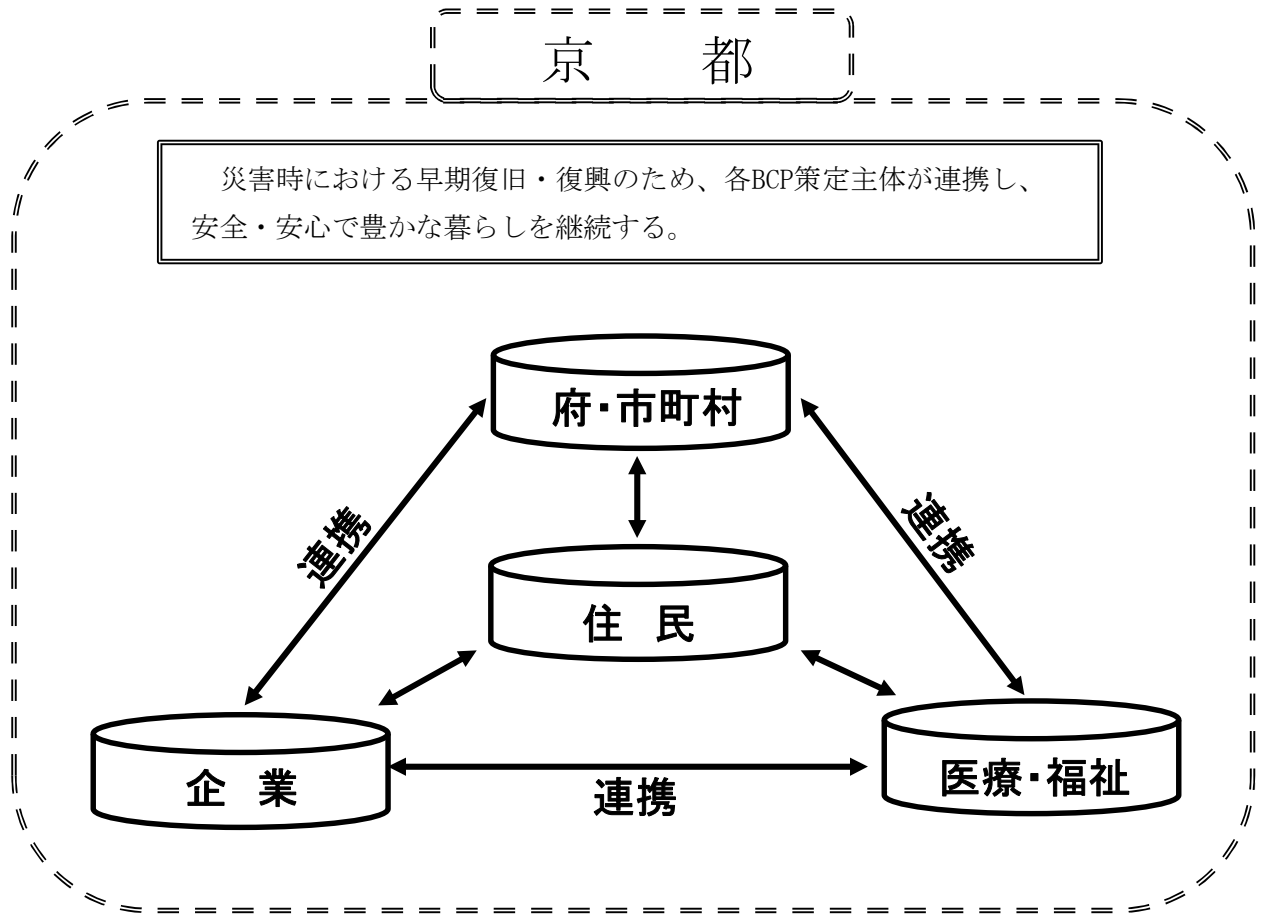 京　都
災害時における早期復旧・復興のため、各BCP策定主体が連携し、
安全・安心で豊かな暮らしを継続する。
府・市町村
連携
連携
住　民
企　業
連携
医療・福祉